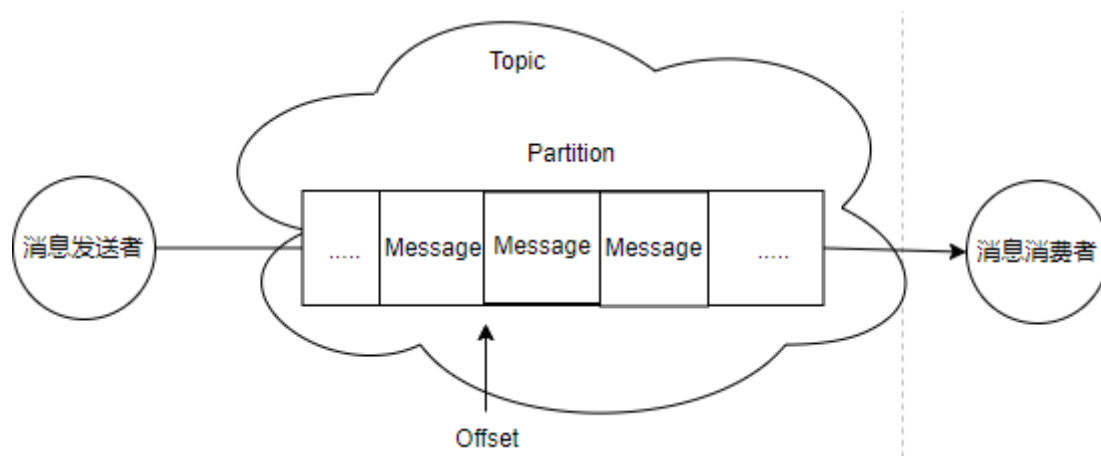 Topic
Partition
消息发送者
.....
Message
Message
Message
.....
消息消费者
Offset